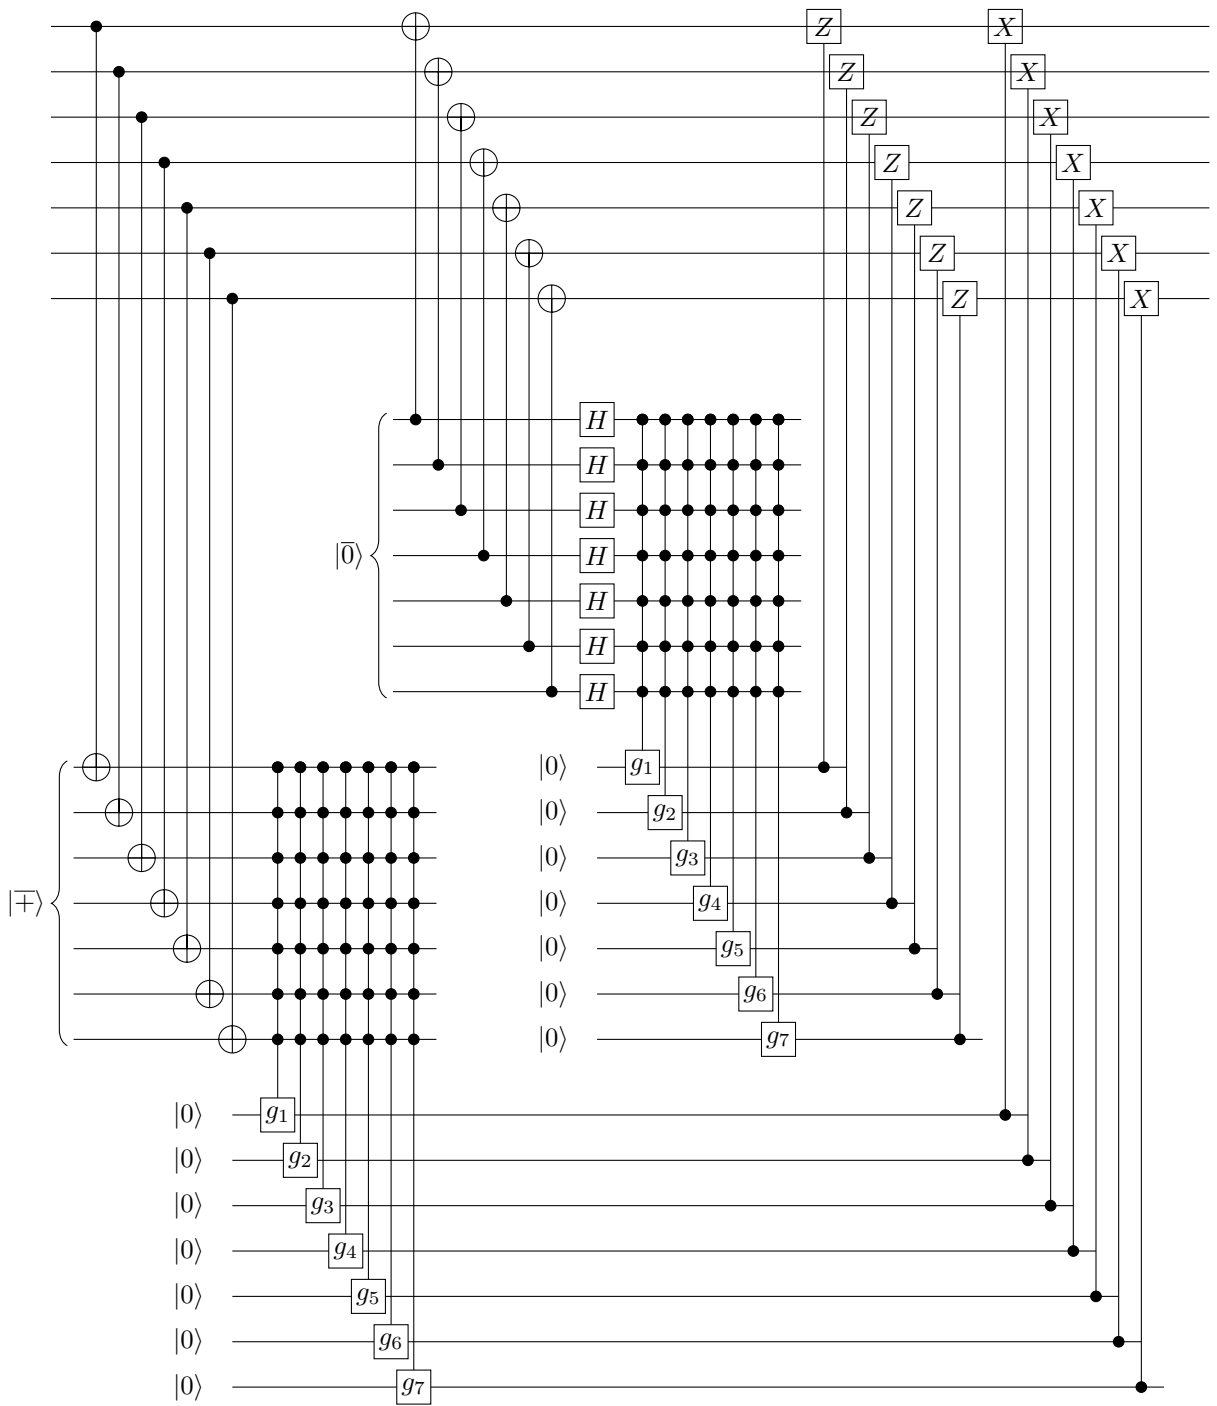 Z X
Z X
Z X
Z X
Z X
Z X
Z X
H
H
H
|0̅⟩ H
H
H
H
|0⟩ g₁
|0⟩ g₂
|0⟩ g₃
|+̅⟩ |0⟩ g₄
|0⟩ g₅
|0⟩ g₆
|0⟩ g₇
|0⟩ g₁
|0⟩ g₂
|0⟩ g₃
|0⟩ g₄
|0⟩ g₅
|0⟩ g₆
|0⟩ g₇